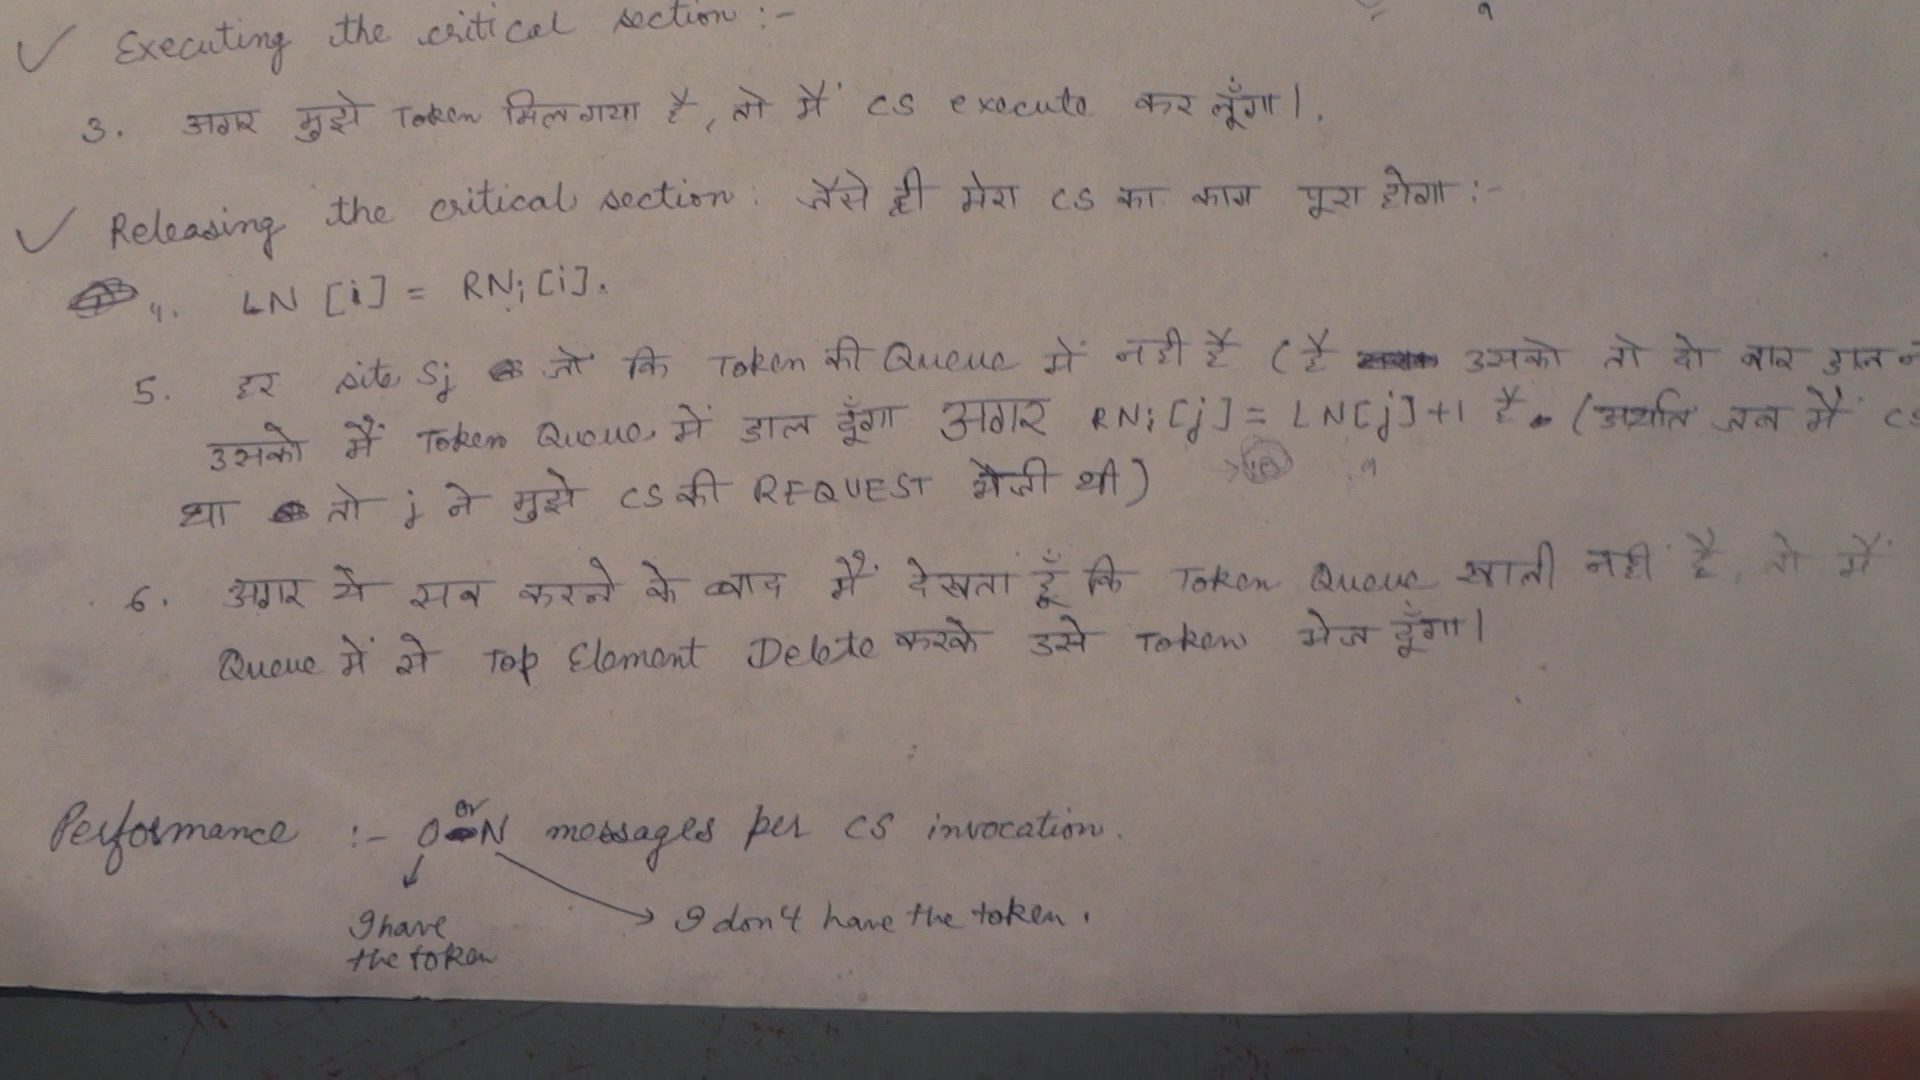 Executing the critical section :-
3. अगर मुझे Token मिल गया है, तो मैं CS execute कर लूँगा।.
Releasing the critical section: जैसे ही मेरा CS का काम पूरा होगा :-
4. LN [i] = RNi [i].
5. हर site Sj जो कि Token की Queue में नही है (है उसको तो दो बार डाल
उसको मैं Token Queue में डाल दूँगा अगर RNi [j] = LN[j]+1 है. (अर्थात जब मैं CS
था तो j ने मुझे CS की REQUEST भेजी थी)
6. अगर ये सब करने के बाद मैं देखता हूँ कि Token Queue खाली नही है, तो मैं
Queue में से Top Element Delete करके उसे Token भेज दूँगा।
Performance :- 0 or N messages per CS invocation.
I have the token
I don't have the token.